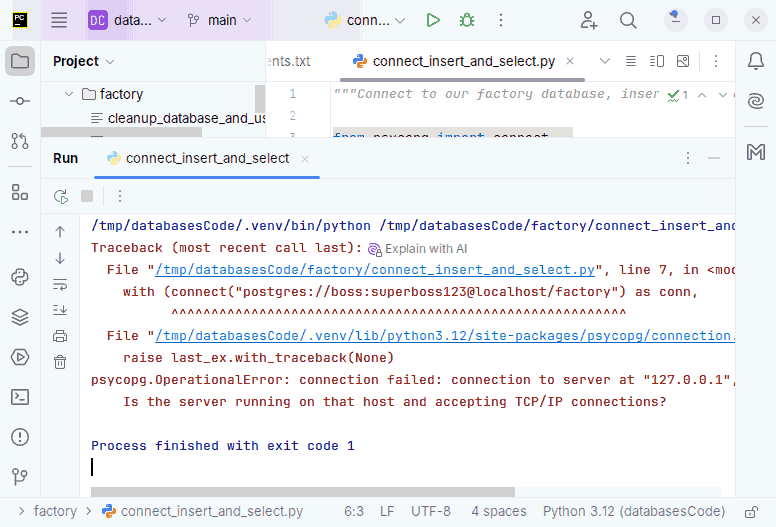 PC
DC data...
main
conn...
Project
ents.txt
connect_insert_and_select.py
factory
cleanup_database_and_us
1
2
3
"""Connect to our factory database, inser
1
from psycopg import connect
Run
connect_insert_and_select
/tmp/databasesCode/.venv/bin/python /tmp/databasesCode/factory/connect_insert_and
Traceback (most recent call last):
Explain with AI
File "/tmp/databasesCode/factory/connect_insert_and_select.py", line 7, in <mod
with (connect("postgres://boss:superboss123@localhost/factory") as conn,
^^^^^^^^^^^^^^^^^^^^^^^^^^^^^^^^^^^^^^^^^^^^^^^^^^^^^^^^^
File "/tmp/databasesCode/.venv/lib/python3.12/site-packages/psycopg/connection.
raise last_ex.with_traceback(None)
psycopg.OperationalError: connection failed: connection to server at "127.0.0.1",
Is the server running on that host and accepting TCP/IP connections?
Process finished with exit code 1
factory
connect_insert_and_select.py
6:3
LF
UTF-8
4 spaces
Python 3.12 (databasesCode)